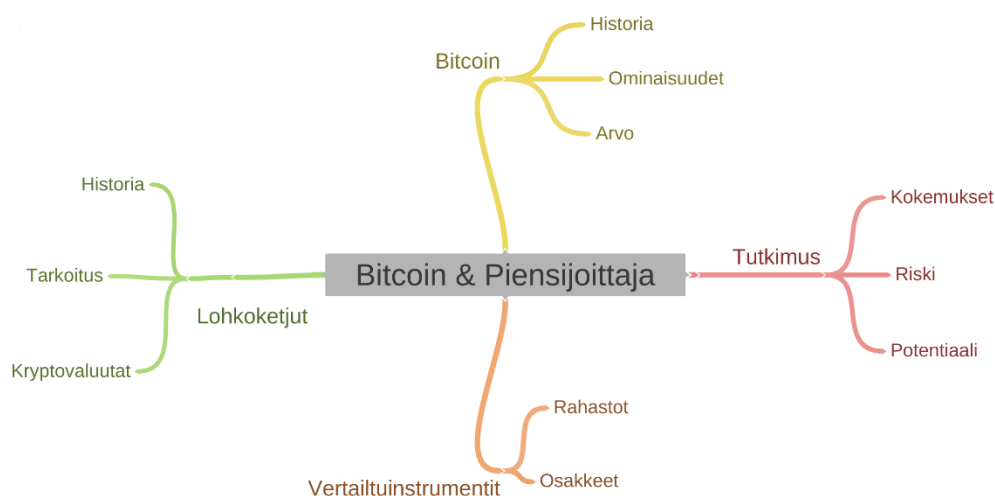 Bitcoin
Historia
Ominaisuudet
Arvo
Historia
Tarkoitus
Kryptovaluutat
Lohkoketjut
Bitcoin & Piensijoittaja
Tutkimus
Kokemukset
Riski
Potentiaali
Vertailtuinstrumentit
Rahastot
Osakkeet